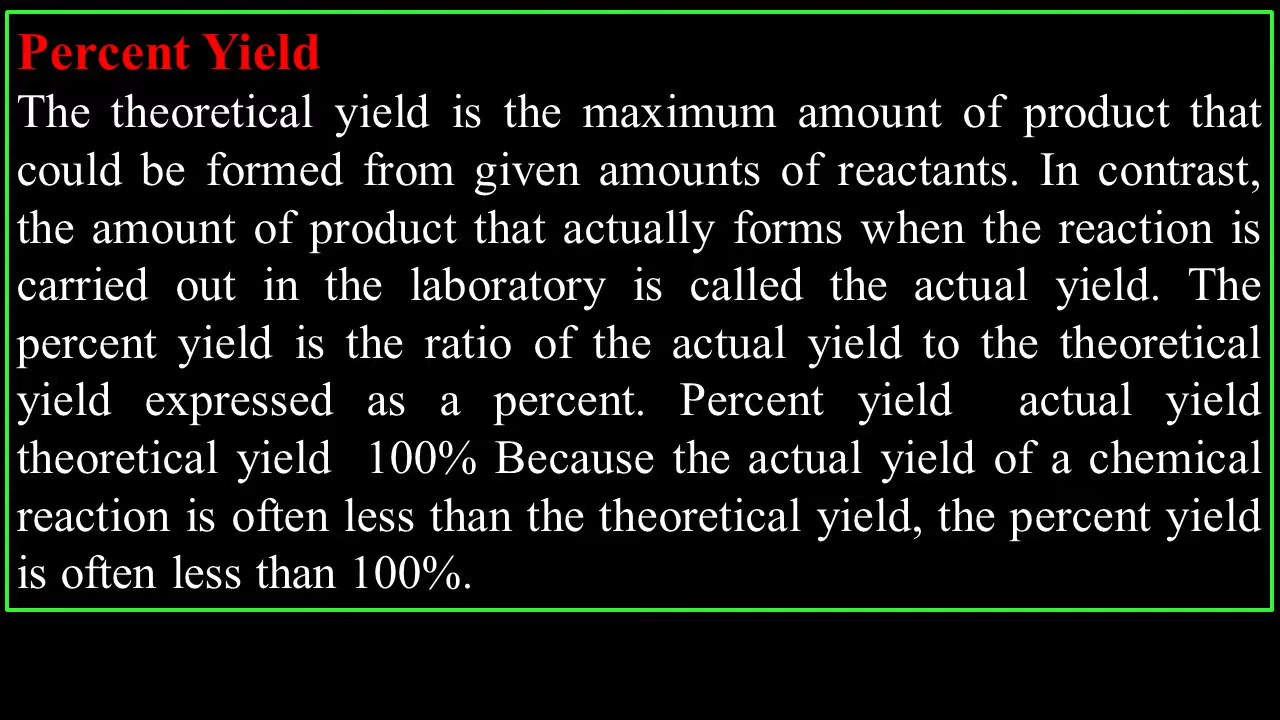 Percent Yield
The theoretical yield is the maximum amount of product that
could be formed from given amounts of reactants. In contrast,
the amount of product that actually forms when the reaction is
carried out in the laboratory is called the actual yield. The
percent yield is the ratio of the actual yield to the theoretical
yield expressed as a percent. Percent yield actual yield
theoretical yield 100% Because the actual yield of a chemical
reaction is often less than the theoretical yield, the percent yield
is often less than 100%.